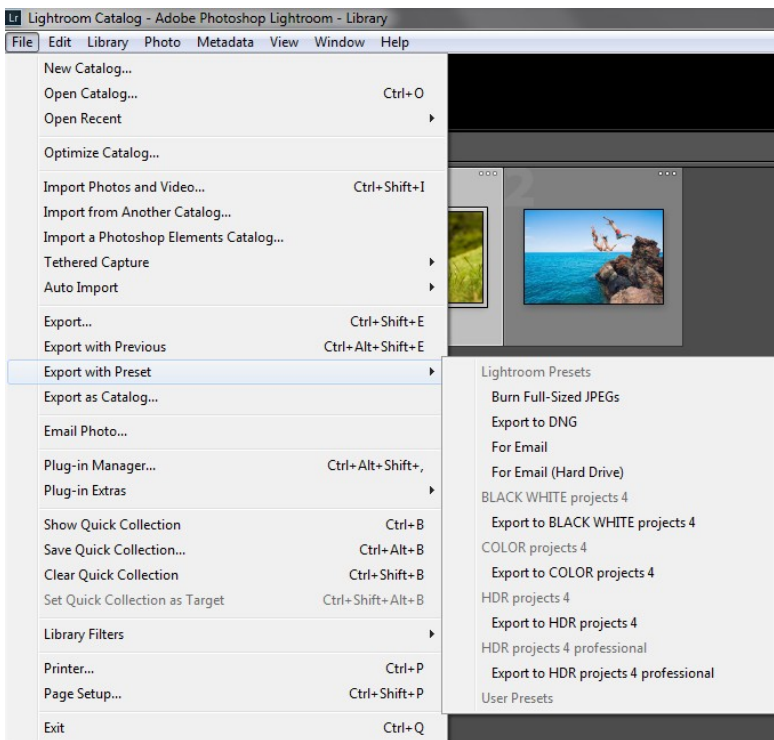 Lr Lightroom Catalog - Adobe Photoshop Lightroom - Library
File Edit Library Photo Metadata View Window Help
New Catalog...
Open Catalog... Ctrl+O
Open Recent
Optimize Catalog...
Import Photos and Video... Ctrl+Shift+I
Import from Another Catalog...
Import a Photoshop Elements Catalog...
Tethered Capture
Auto Import
Export... Ctrl+Shift+E
Export with Previous Ctrl+Alt+Shift+E
Export with Preset
Export as Catalog...
Email Photo...
Plug-in Manager... Ctrl+Alt+Shift+,
Plug-in Extras
Show Quick Collection Ctrl+B
Save Quick Collection... Ctrl+Alt+B
Clear Quick Collection Ctrl+Shift+B
Set Quick Collection as Target Ctrl+Shift+Alt+B
Library Filters
Printer... Ctrl+P
Page Setup... Ctrl+Shift+P
Exit Ctrl+Q
2
Lightroom Presets
Burn Full-Sized JPEGs
Export to DNG
For Email
For Email (Hard Drive)
BLACK WHITE projects 4
Export to BLACK WHITE projects 4
COLOR projects 4
Export to COLOR projects 4
HDR projects 4
Export to HDR projects 4
HDR projects 4 professional
Export to HDR projects 4 professional
User Presets